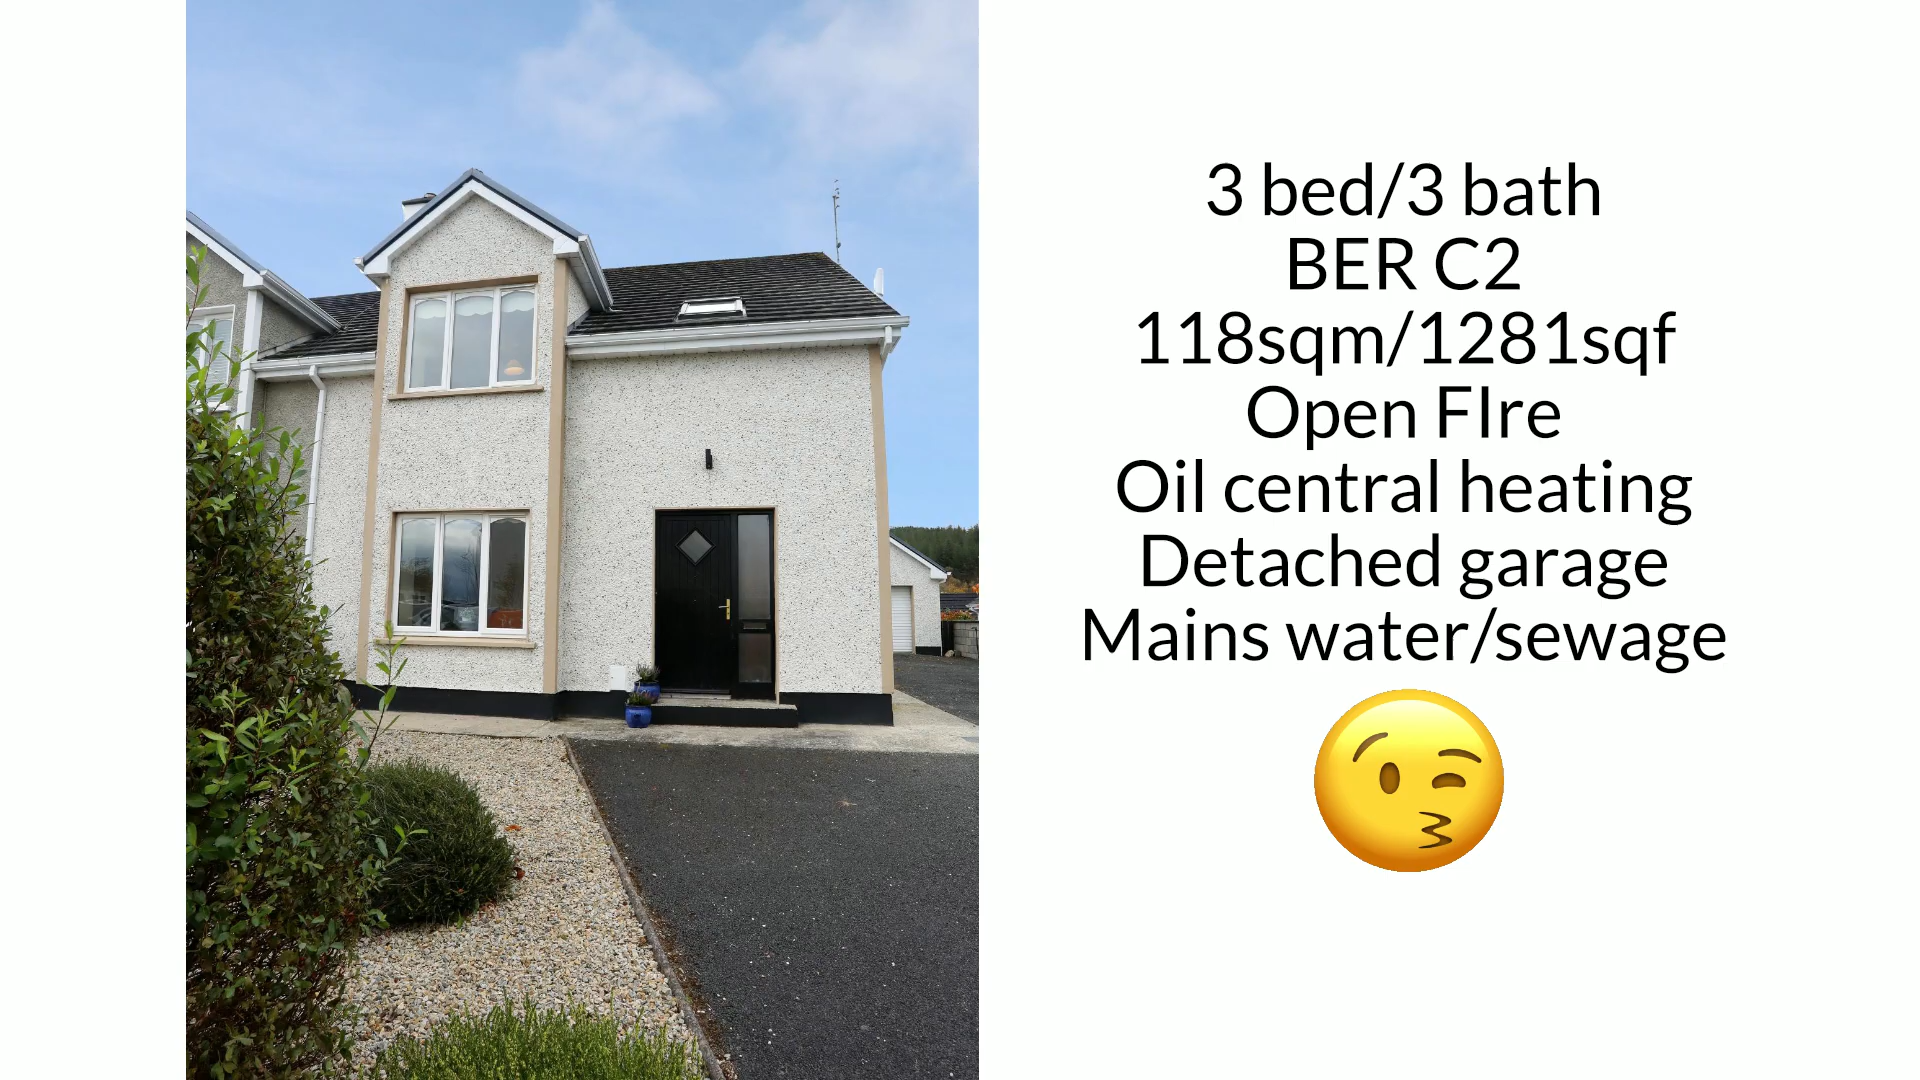 3 bed/3 bath
BER C2
118sqm/1281sqf
Open FIre
Oil central heating
Detached garage
Mains water/sewage